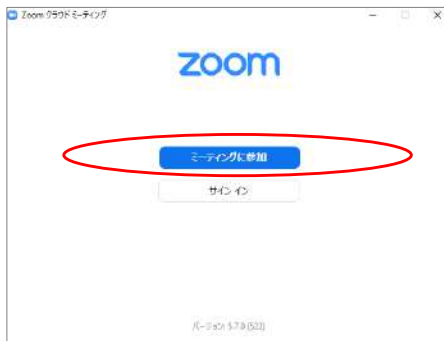 Zoom クラウド ミーティング
zoom
ミーティングに参加
サイン イン
バージョン: 5.7.0 (522)